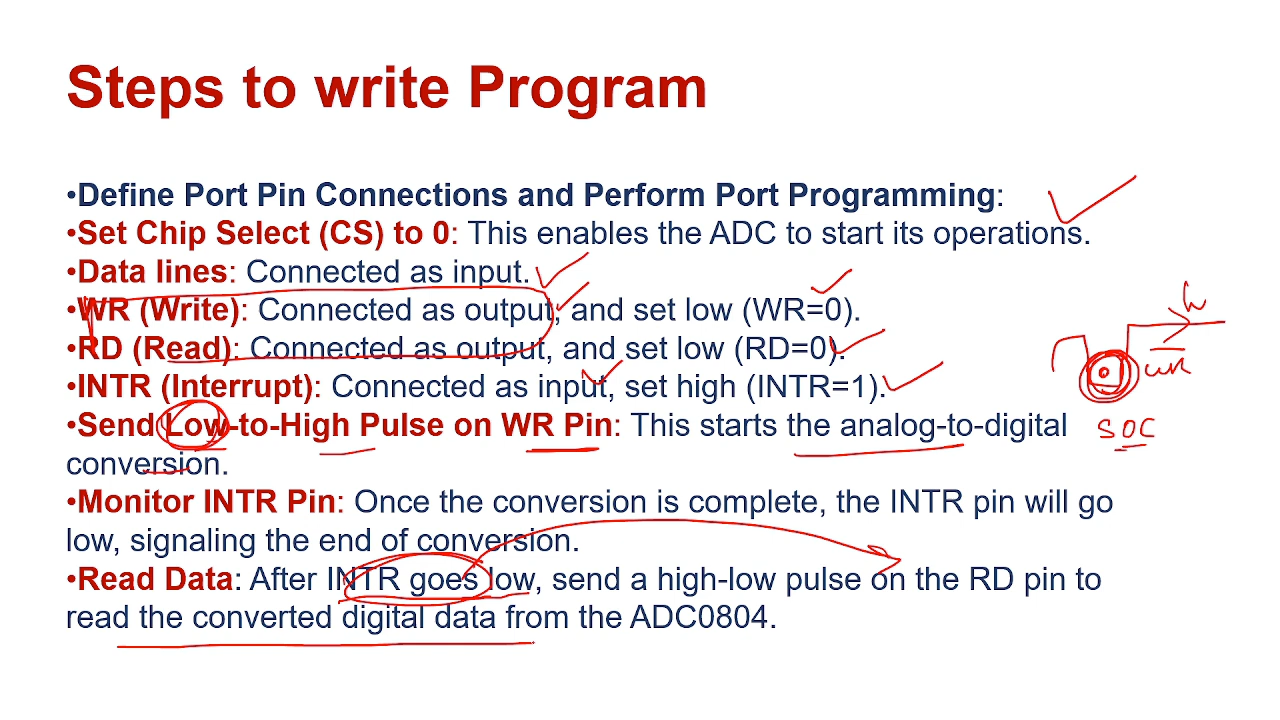 Steps to write Program
•Define Port Pin Connections and Perform Port Programming:
•Set Chip Select (CS) to 0: This enables the ADC to start its operations.
•Data lines: Connected as input.
•WR (Write): Connected as output, and set low (WR=0).
•RD (Read): Connected as output, and set low (RD=0).
•INTR (Interrupt): Connected as input, set high (INTR=1).
WR
•Send Low-to-High Pulse on WR Pin: This starts the analog-to-digital
conversion.
SOC
•Monitor INTR Pin: Once the conversion is complete, the INTR pin will go
low, signaling the end of conversion.
•Read Data: After INTR goes low, send a high-low pulse on the RD pin to
read the converted digital data from the ADC0804.